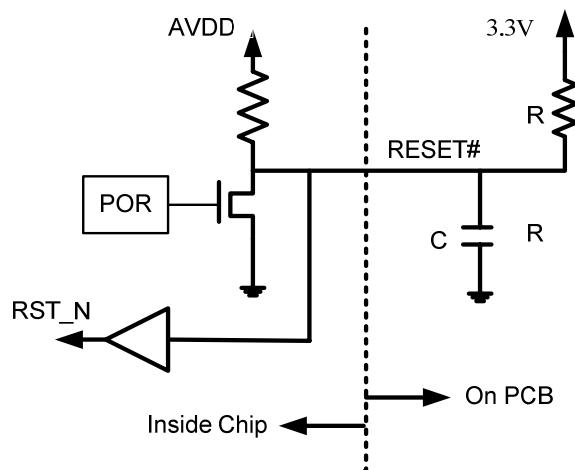 AVDD
3.3V
R
RESET#
POR
C
R
RST_N
On PCB
Inside Chip